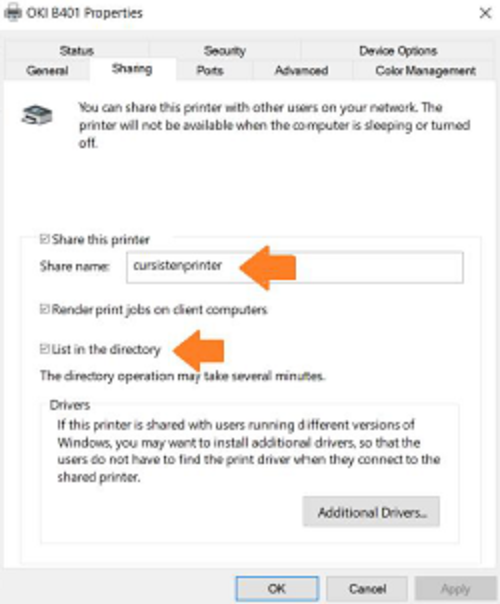 OKI B401 Properties
Status Security Device Options
General Sharing Ports Advanced Color Management
You can share this printer with other users on your network. The
printer will not be available when the computer is sleeping or turned
off.
Share this printer
Share name: cursistenprinter
Render print jobs on client computers
List in the directory
The directory operation may take several minutes.
Drivers
If this printer is shared with users running different versions of
Windows, you may want to install additional drivers, so that the
users do not have to find the print driver when they connect to the
shared printer.
Additional Drivers...
OK Cancel Apply